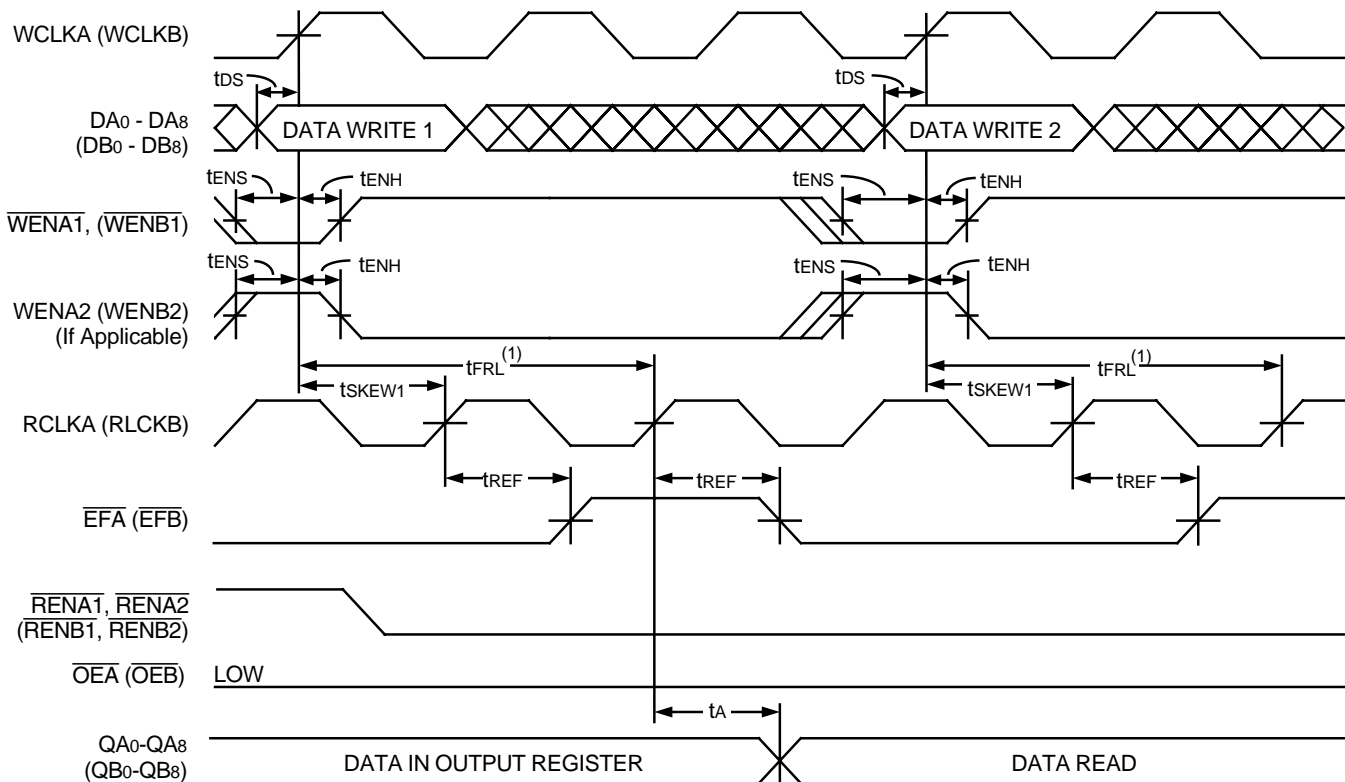 WCLKA (WCLKB)
tDS
tDS
DA0 - DA8
(DB0 - DB8)
DATA WRITE 1
DATA WRITE 2
tENS
tENH
tENS
tENH
WENA1, (WENB1)
tENS
tENH
tENS
tENH
WENA2 (WENB2)
(If Applicable)
tFRL(1)
tFRL(1)
tSKEW1
tSKEW1
RCLKA (RLCKB)
tREF
tREF
tREF
EFA (EFB)
RENA1, RENA2
(RENB1, RENB2)
OEA (OEB)
LOW
tA
QA0-QA8
(QB0-QB8)
DATA IN OUTPUT REGISTER
DATA READ